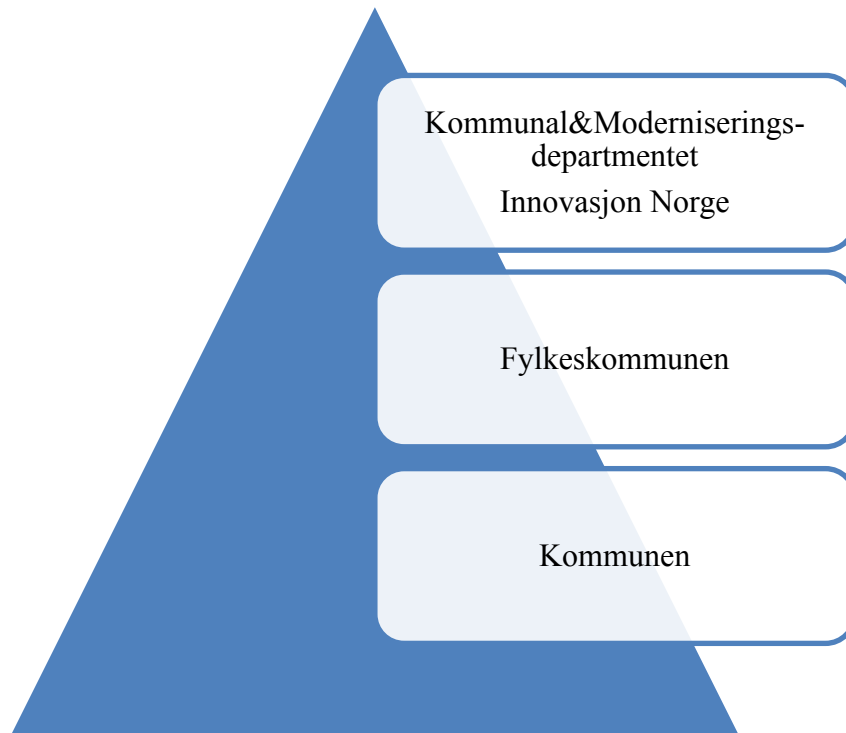 Kommunal&Moderniserings-
departmentet
Innovasjon Norge
Fylkeskommunen
Kommunen